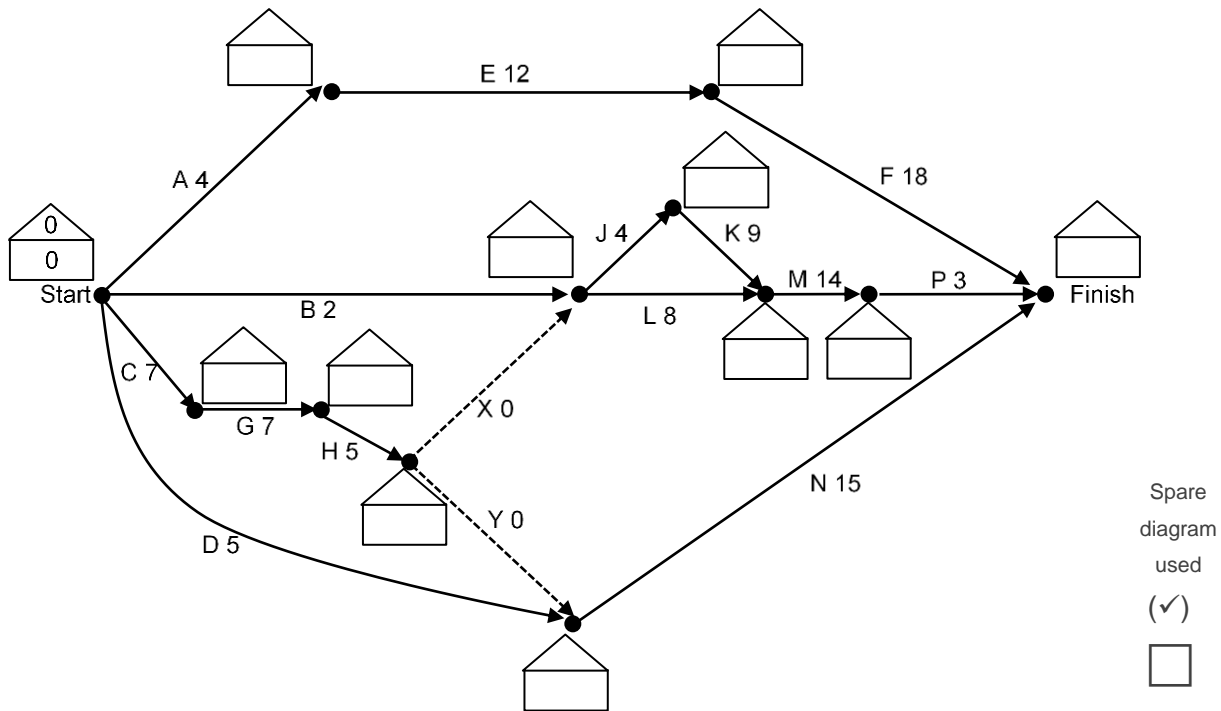 E 12
A 4
F 18
0
0
J 4
K 9
Start
B 2
L 8
M 14
P 3
Finish
C 7
G 7
X 0
H 5
Y 0
N 15
D 5
Spare
diagram
used
(✓)